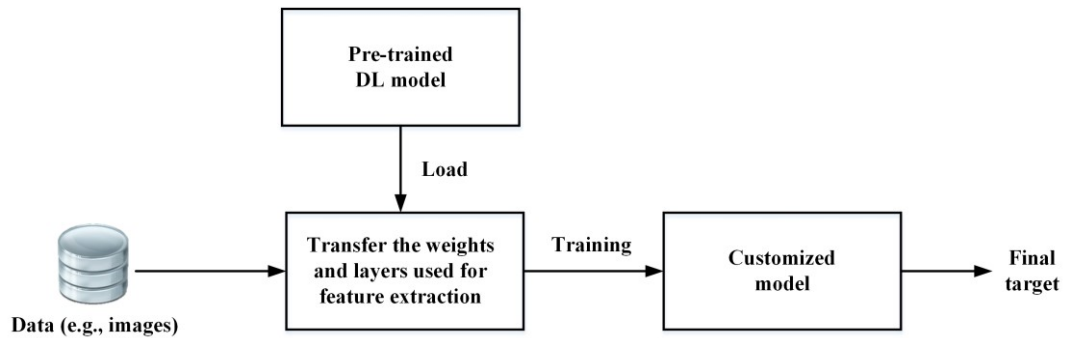 Pre-trained
DL model
Load
Transfer the weights
and layers used for
feature extraction
Training
Customized
model
Final
target
Data (e.g., images)